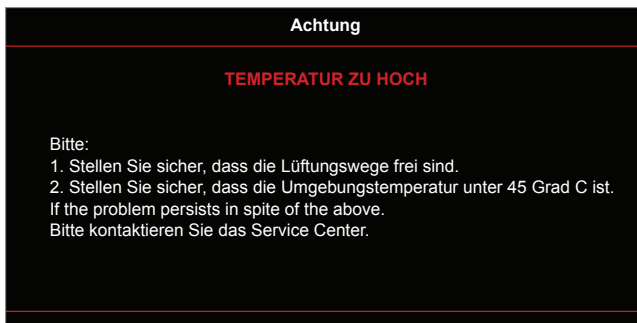 Achtung
TEMPERATUR ZU HOCH
Bitte:
1. Stellen Sie sicher, dass die Lüftungswege frei sind.
2. Stellen Sie sicher, dass die Umgebungstemperatur unter 45 Grad C ist.
If the problem persists in spite of the above.
Bitte kontaktieren Sie das Service Center.